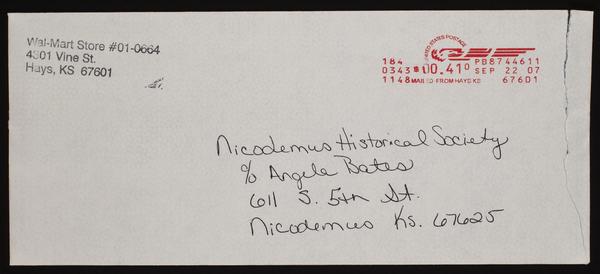 Wal-Mart Store #01-0664
4301 Vine St.
Hays, KS 67601
UNITED STATES POSTAGE
184 PB8744611
0343 $00.41⁰ SEP 22 07
1148 MAILED FROM HAYS KS 67601
Nicodemus Historical Society
% Angela Bates
611 S. 5th St.
Nicodemus Ks. 67625